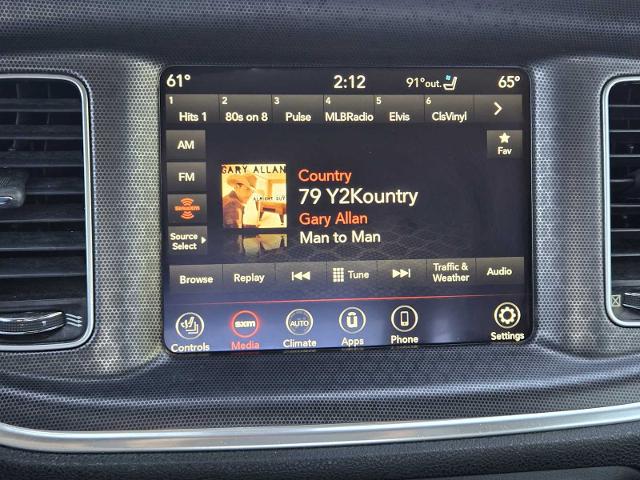 61° 2:12 91°out. 65°
1 2 3 4 5 6
Hits 1 80s on 8 Pulse MLBRadio Elvis ClsVinyl
AM
FM
Source
Select
Fav
GARY ALLAN
Country
79 Y2Kountry
Gary Allan
Man to Man
Browse Replay Tune Traffic & Weather Audio
Controls
sxm
Media
AUTO
Climate
Apps
Phone
Settings